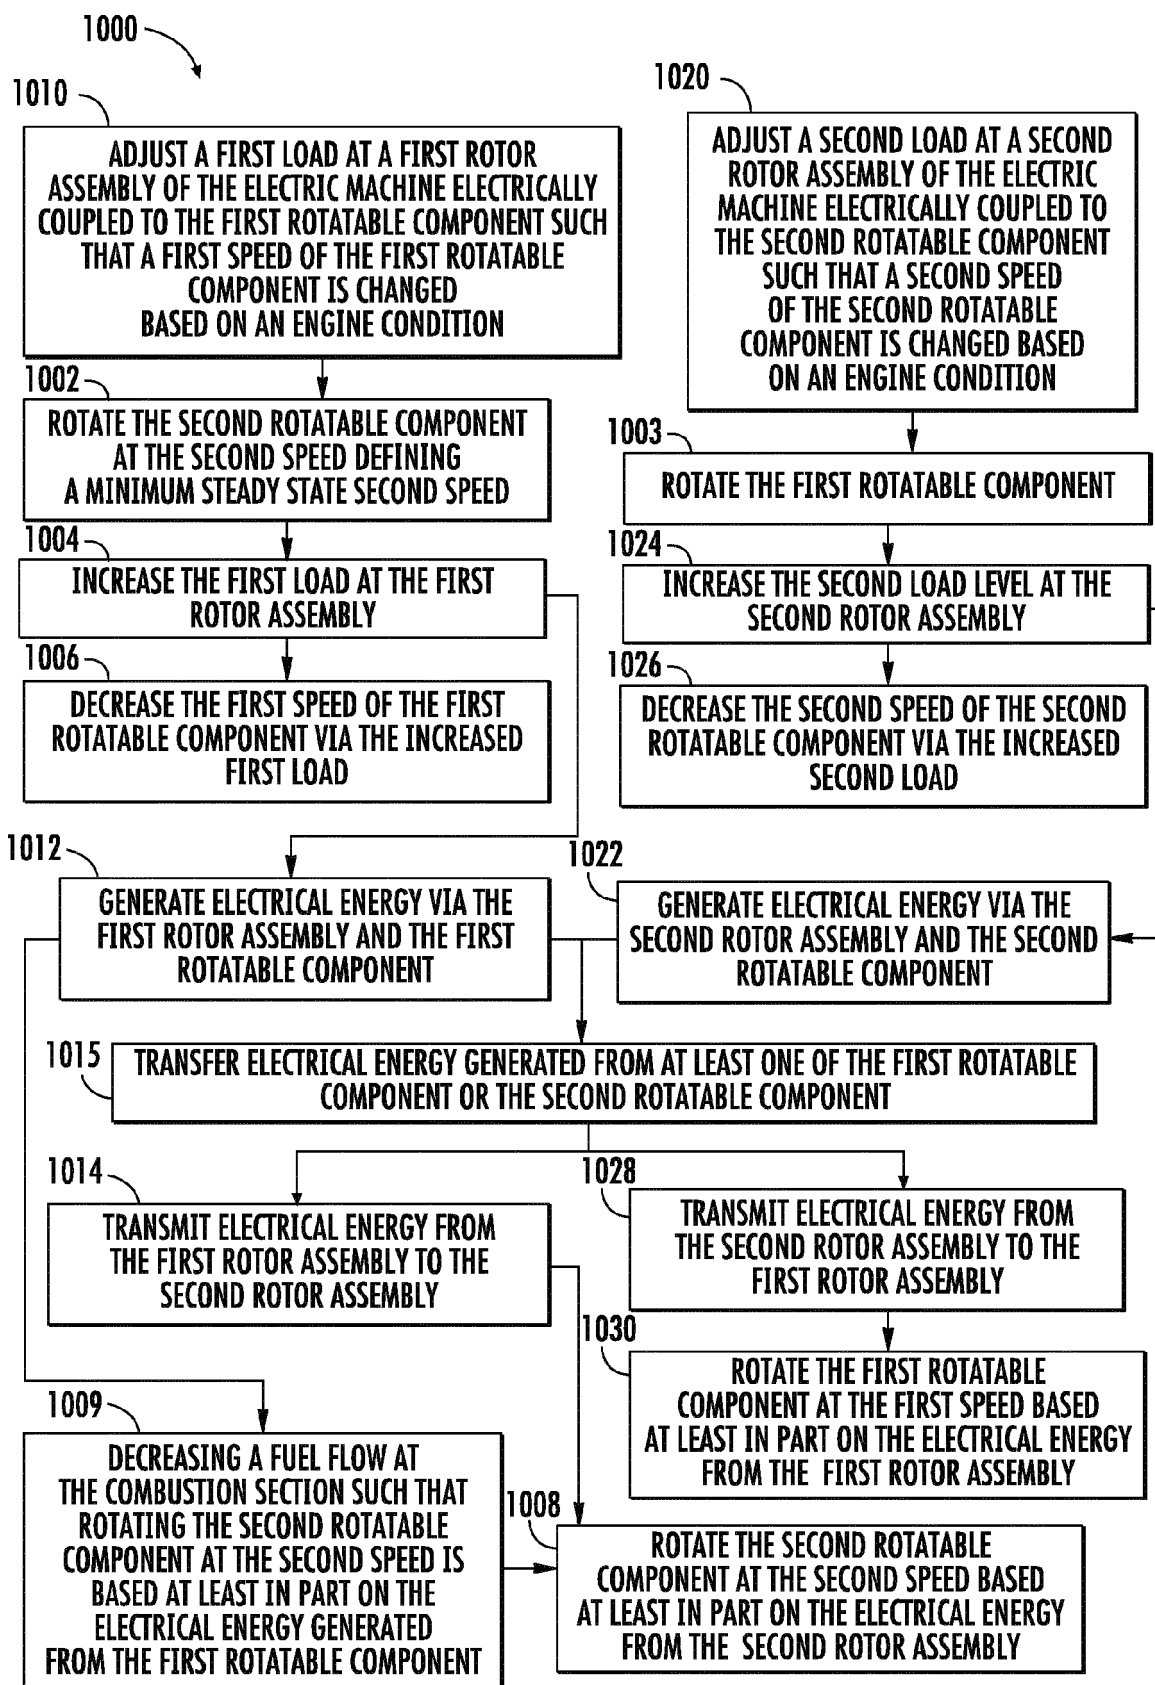 1000
1010
ADJUST A FIRST LOAD AT A FIRST ROTOR
ASSEMBLY OF THE ELECTRIC MACHINE ELECTRICALLY
COUPLED TO THE FIRST ROTATABLE COMPONENT SUCH
THAT A FIRST SPEED OF THE FIRST ROTATABLE
COMPONENT IS CHANGED
BASED ON AN ENGINE CONDITION
1020
ADJUST A SECOND LOAD AT A SECOND
ROTOR ASSEMBLY OF THE ELECTRIC
MACHINE ELECTRICALLY COUPLED TO
THE SECOND ROTATABLE COMPONENT
SUCH THAT A SECOND SPEED
OF THE SECOND ROTATABLE
COMPONENT IS CHANGED BASED
ON AN ENGINE CONDITION
1002
ROTATE THE SECOND ROTATABLE COMPONENT
AT THE SECOND SPEED DEFINING
A MINIMUM STEADY STATE SECOND SPEED
1003
ROTATE THE FIRST ROTATABLE COMPONENT
1004
INCREASE THE FIRST LOAD AT THE FIRST
ROTOR ASSEMBLY
1024
INCREASE THE SECOND LOAD LEVEL AT THE
SECOND ROTOR ASSEMBLY
1006
DECREASE THE FIRST SPEED OF THE FIRST
ROTATABLE COMPONENT VIA THE INCREASED
FIRST LOAD
1026
DECREASE THE SECOND SPEED OF THE SECOND
ROTATABLE COMPONENT VIA THE INCREASED
SECOND LOAD
1012
GENERATE ELECTRICAL ENERGY VIA THE
FIRST ROTOR ASSEMBLY AND THE FIRST
ROTATABLE COMPONENT
1022
GENERATE ELECTRICAL ENERGY VIA THE
SECOND ROTOR ASSEMBLY AND THE SECOND
ROTATABLE COMPONENT
1015
TRANSFER ELECTRICAL ENERGY GENERATED FROM AT LEAST ONE OF THE FIRST ROTATABLE
COMPONENT OR THE SECOND ROTATABLE COMPONENT
1014
TRANSMIT ELECTRICAL ENERGY FROM
THE FIRST ROTOR ASSEMBLY TO THE
SECOND ROTOR ASSEMBLY
1028
TRANSMIT ELECTRICAL ENERGY FROM
THE SECOND ROTOR ASSEMBLY TO THE
FIRST ROTOR ASSEMBLY
1030
ROTATE THE FIRST ROTATABLE
COMPONENT AT THE FIRST SPEED BASED
AT LEAST IN PART ON THE ELECTRICAL ENERGY
FROM THE FIRST ROTOR ASSEMBLY
1009
DECREASING A FUEL FLOW AT
THE COMBUSTION SECTION SUCH THAT
ROTATING THE SECOND ROTATABLE
COMPONENT AT THE SECOND SPEED IS
BASED AT LEAST IN PART ON THE
ELECTRICAL ENERGY GENERATED
FROM THE FIRST ROTATABLE COMPONENT
1008
ROTATE THE SECOND ROTATABLE
COMPONENT AT THE SECOND SPEED BASED
AT LEAST IN PART ON THE ELECTRICAL ENERGY
FROM THE SECOND ROTOR ASSEMBLY